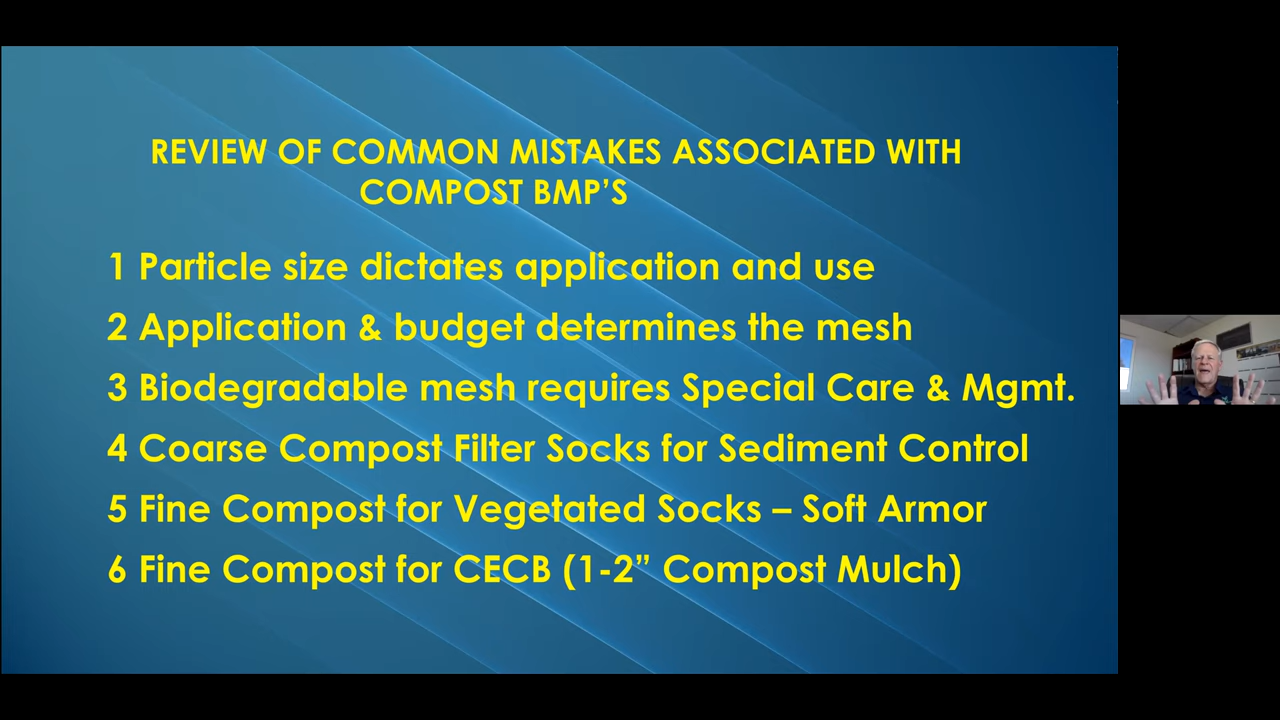 REVIEW OF COMMON MISTAKES ASSOCIATED WITH
COMPOST BMP’S
1 Particle size dictates application and use
2 Application & budget determines the mesh
3 Biodegradable mesh requires Special Care & Mgmt.
4 Coarse Compost Filter Socks for Sediment Control
5 Fine Compost for Vegetated Socks – Soft Armor
6 Fine Compost for CECB (1-2” Compost Mulch)